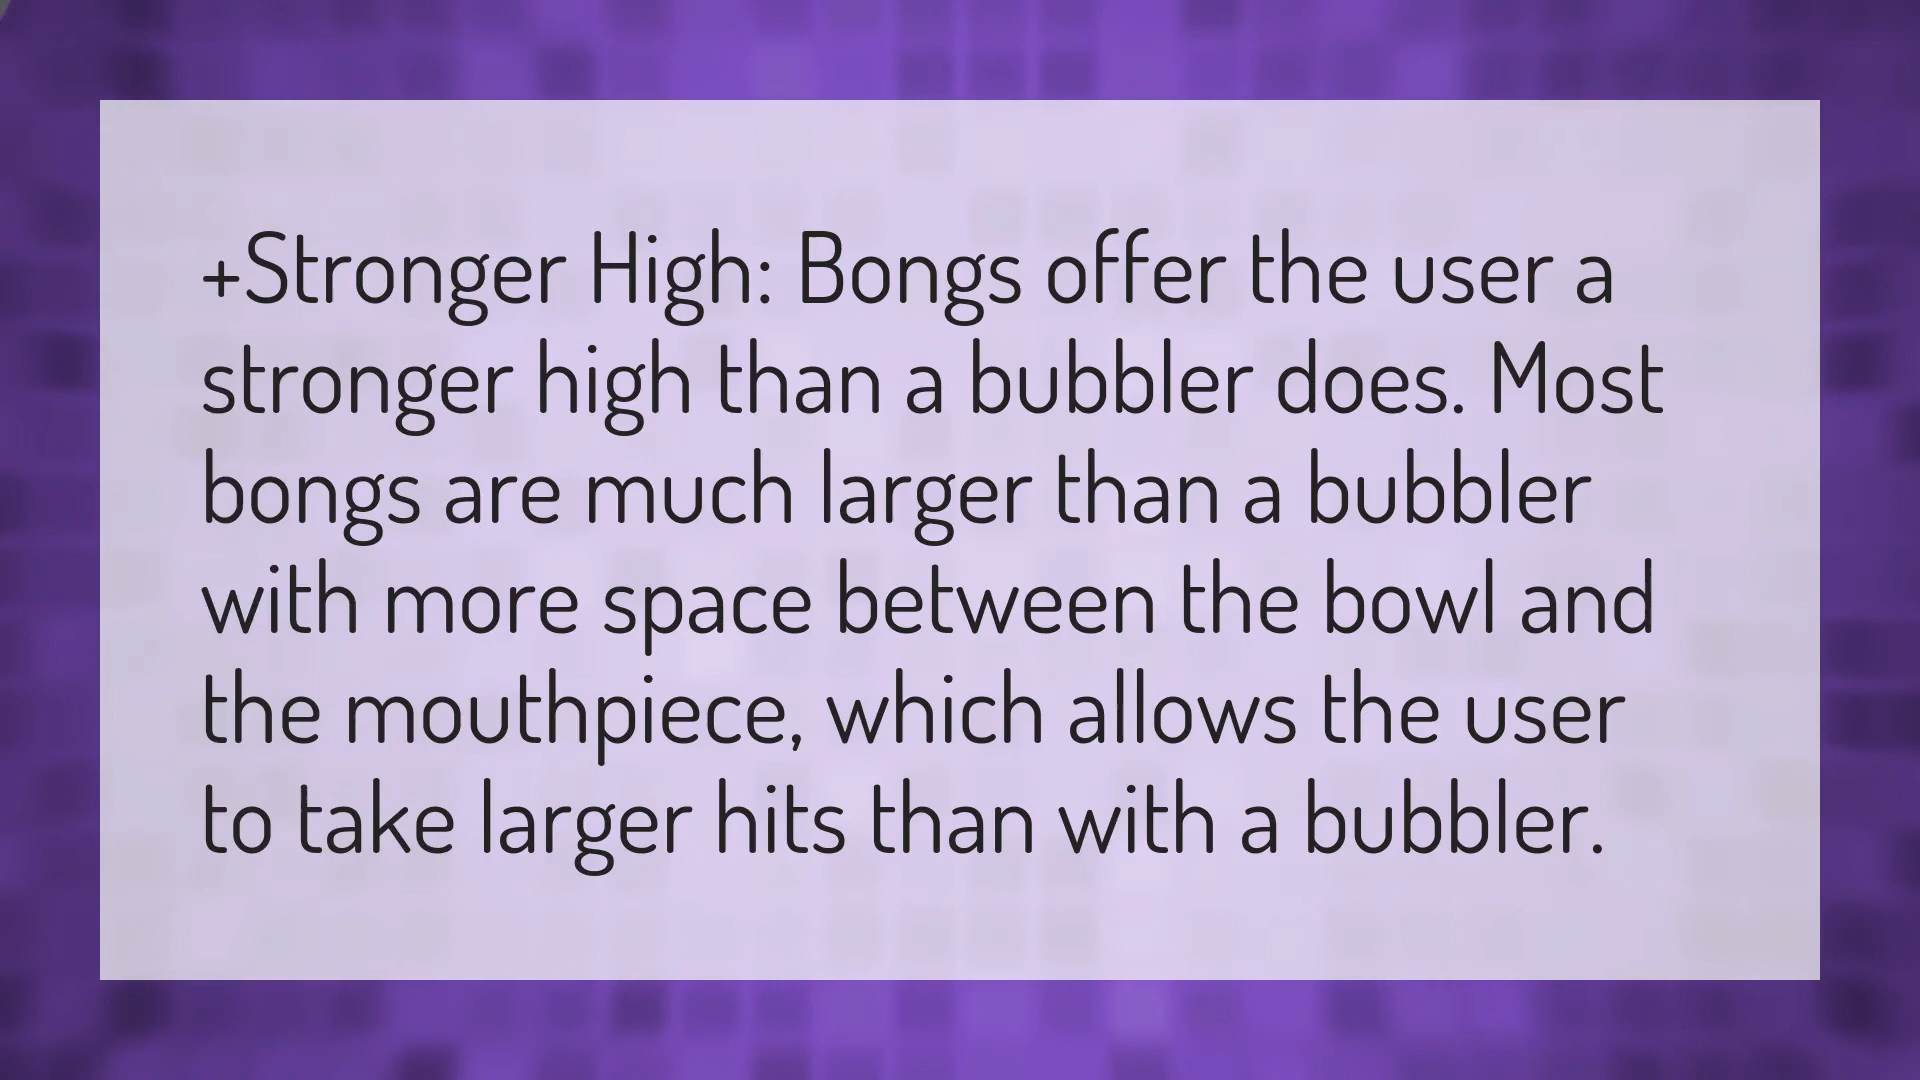 +Stronger High: Bongs offer the user a
stronger high than a bubbler does. Most
bongs are much larger than a bubbler
with more space between the bowl and
the mouthpiece, which allows the user
to take larger hits than with a bubbler.